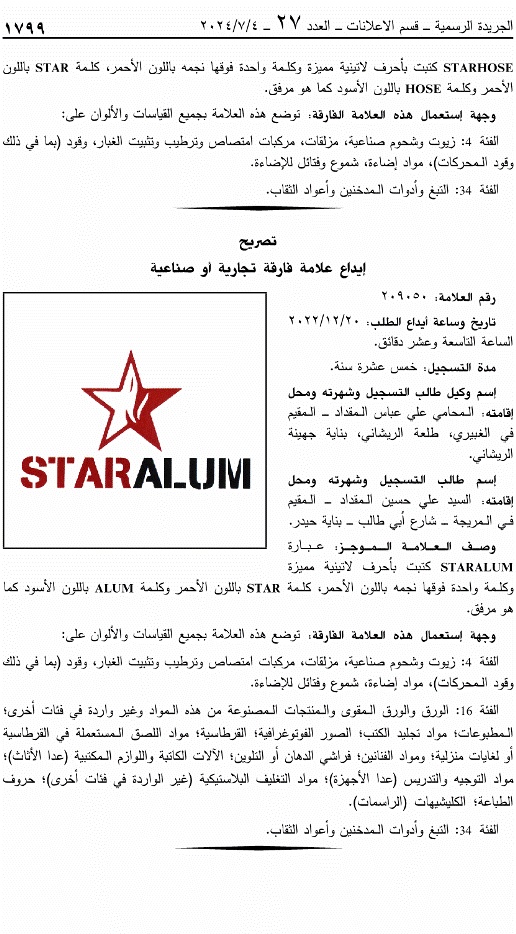 الجريدة الرسمية ــ قسم الاعلانات ــ العدد ٢٧ ــ ٢٠٢٤/٧/٤
١٧٩٩
STARHOSE كتبت بأحرف لاتينية مميزة وكلمة واحدة فوقها نجمه باللون الأحمر، كلمة STAR باللون
الأحمر وكلمة HOSE باللون الأسود كما هو مرفق.
وجهة إستعمال هذه العلامة الفارقة: توضع هذه العلامة بجميع القياسات والألوان على:
الفئة 4: زيوت وشحوم صناعية، مزلقات، مركبات امتصاص وترطيب وتثبيت الغبار، وقود (بما في ذلك
وقود المحركات)، مواد إضاءة، شموع وفتائل للإضاءة.
الفئة 34: التبغ وأدوات المدخنين وأعواد الثقاب.
تصريح
إيداع علامة فارقة تجارية أو صناعية
رقم العلامة: ٢٠٩٠٥٠
تاريخ وساعة أيداع الطلب: ٢٠٢٢/١٢/٢٠
الساعة التاسعة وعشر دقائق.
مدة التسجيل: خمس عشرة سنة.
إسم وكيل طالب التسجيل وشهرته ومحل
إقامته: المحامي علي عباس المقداد ــ المقيم
في الغبيري، طلعة الريشاني، بناية جهينة
الريشاني.
إسم طالب التسجيل وشهرته ومحل
إقامته: السيد علي حسين المقداد ــ المقيم
في المريجة ــ شارع أبي طالب ــ بناية حيدر.
وصف العلامة الموجز: عبارة
STARALUM كتبت بأحرف لاتينية مميزة
STARALUM
وكلمة واحدة فوقها نجمه باللون الأحمر، كلمة STAR باللون الأحمر وكلمة ALUM باللون الأسود كما
هو مرفق.
وجهة إستعمال هذه العلامة الفارقة: توضع هذه العلامة بجميع القياسات والألوان على:
الفئة 4: زيوت وشحوم صناعية، مزلقات، مركبات امتصاص وترطيب وتثبيت الغبار، وقود (بما في ذلك
وقود المحركات)، مواد إضاءة، شموع وفتائل للإضاءة.
الفئة 16: الورق والورق المقوى والمنتجات المصنوعة من هذه المواد وغير واردة في فئات أخرى؛
المطبوعات؛ مواد تجليد الكتب؛ الصور الفوتوغرافية؛ القرطاسية؛ مواد اللصق المستعملة في القرطاسية
أو لغايات منزلية؛ ومواد الفنانين؛ فراشي الدهان أو التلوين؛ الآلات الكاتبة واللوازم المكتبية (عدا الأثاث)؛
مواد التوجيه والتدريس (عدا الأجهزة)؛ مواد التغليف البلاستيكية (غير الواردة في فئات أخرى)؛ حروف
الطباعة؛ الكليشيهات (الراسمات).
الفئة 34: التبغ وأدوات المدخنين وأعواد الثقاب.